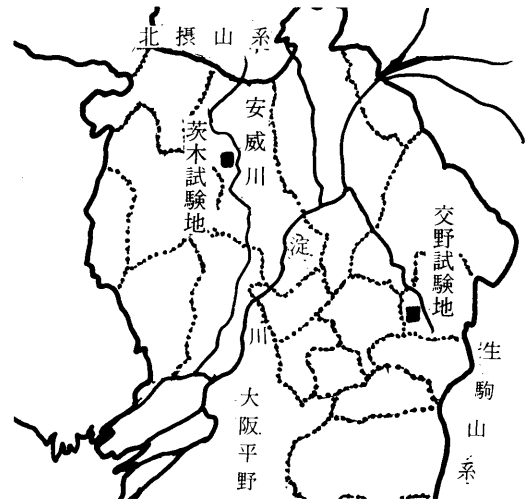 北摂山系
安威川
茨木試験地
淀川
交野試験地
生駒山系
大阪平野